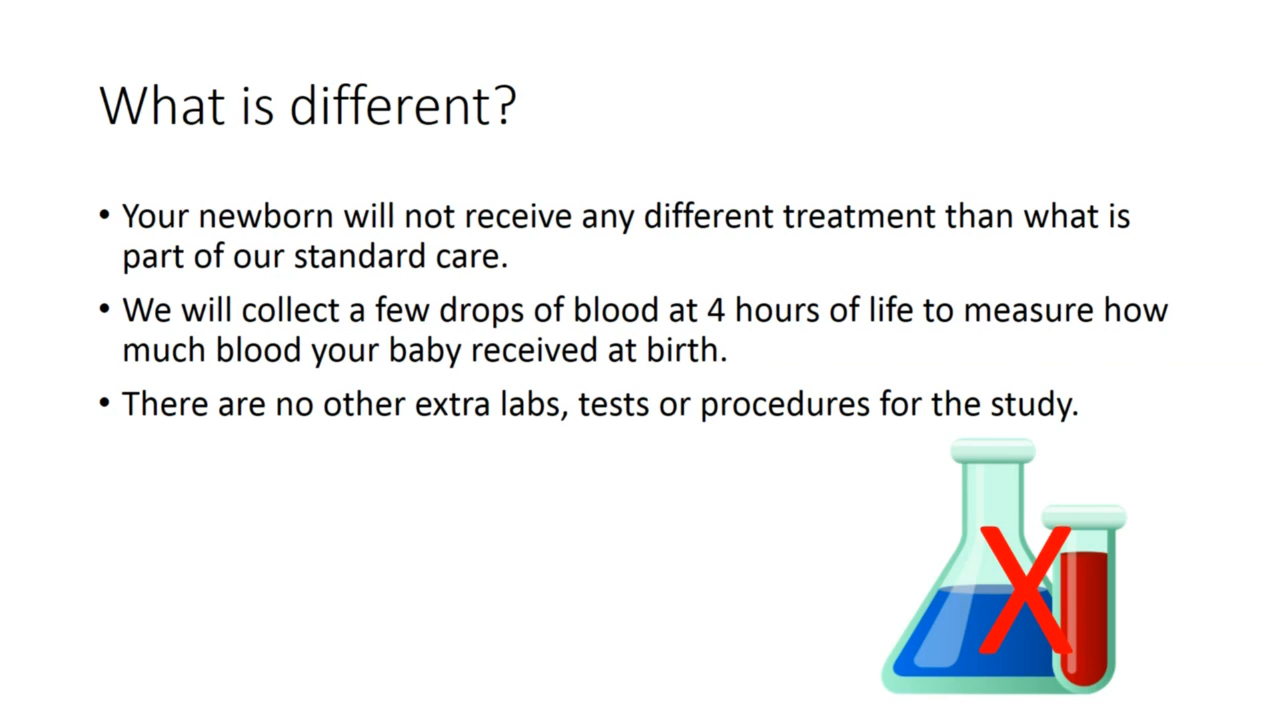 What is different?
• Your newborn will not receive any different treatment than what is
part of our standard care.
• We will collect a few drops of blood at 4 hours of life to measure how
much blood your baby received at birth.
• There are no other extra labs, tests or procedures for the study.
X